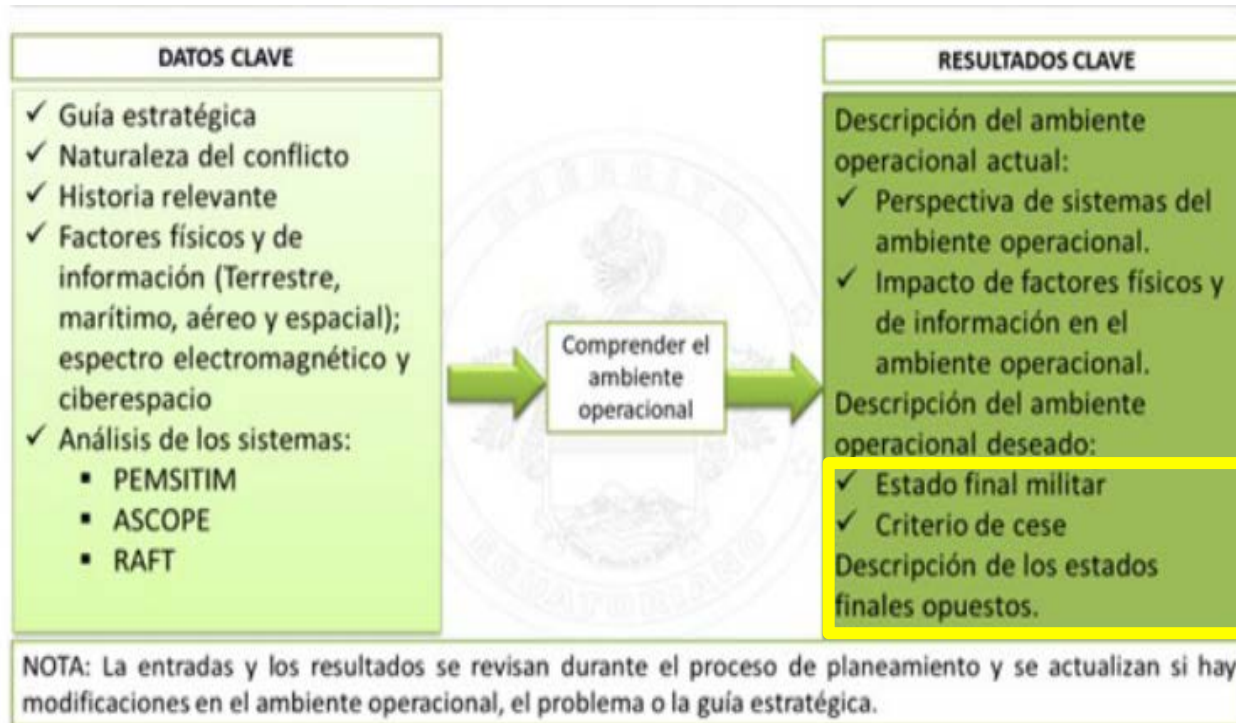 DATOS CLAVE
✓ Guía estratégica
✓ Naturaleza del conflicto
✓ Historia relevante
✓ Factores físicos y de
información (Terrestre,
marítimo, aéreo y espacial);
espectro electromagnético y
ciberespacio
✓ Análisis de los sistemas:
▪ PEMSITIM
▪ ASCOPE
▪ RAFT
EJÉRCITO
ECUATORIANO
Comprender el
ambiente
operacional
RESULTADOS CLAVE
Descripción del ambiente
operacional actual:
✓ Perspectiva de sistemas del
ambiente operacional.
✓ Impacto de factores físicos y
de información en el
ambiente operacional.
Descripción del ambiente
operacional deseado:
✓ Estado final militar
✓ Criterio de cese
Descripción de los estados
finales opuestos.
NOTA: La entradas y los resultados se revisan durante el proceso de planeamiento y se actualizan si hay
modificaciones en el ambiente operacional, el problema o la guía estratégica.